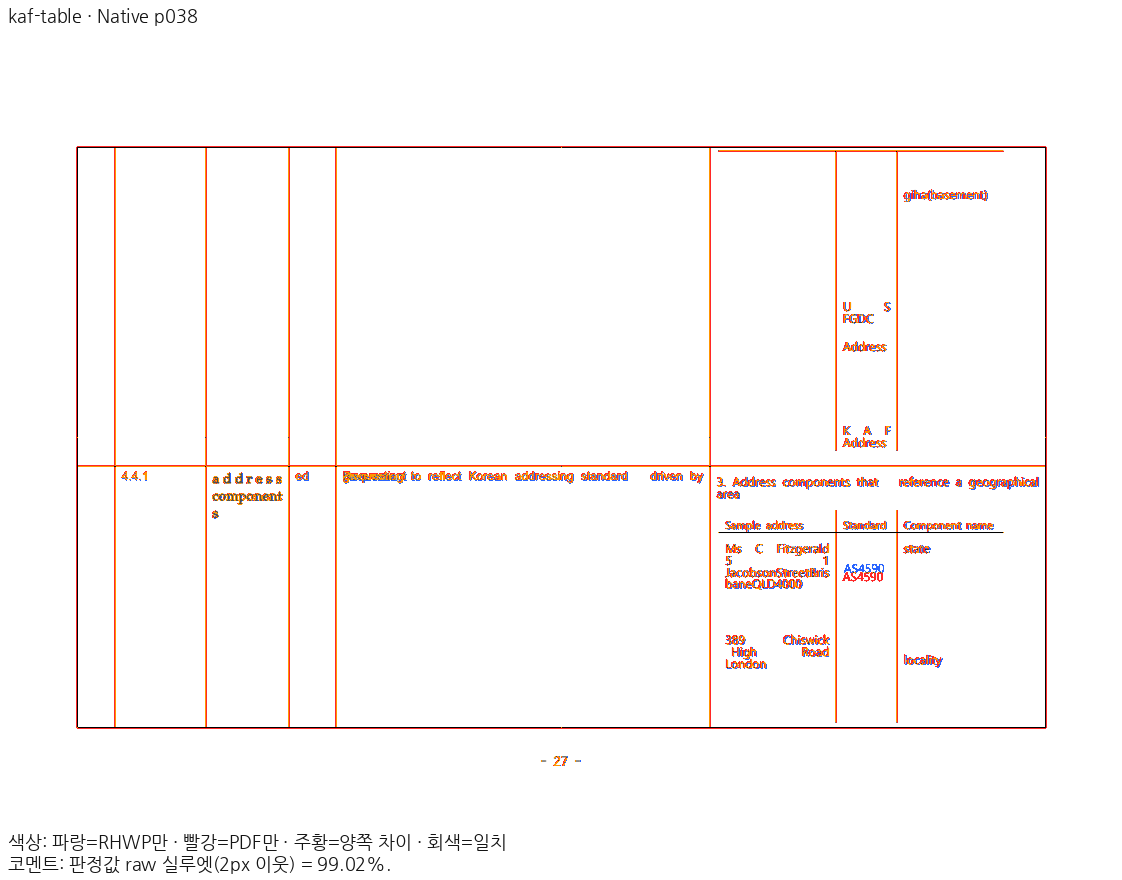 kaf-table · Native p038
giha(basement)
U S
FGDC
Address
K A F
Address
4.4.1
address
component
s
ed
to reflect Korean addressing standard driven by
3. Address components that reference a geographical
area
Sample address Standard Component name
Ms C Fitzgerald
5 1
JacobsonStreetBris
baneQLD4000
state
AS4590
AS4590
389 Chiswick
High Road
London
locality
- 27 -
색상: 파랑=RHWP만 · 빨강=PDF만 · 주황=양쪽 차이 · 회색=일치
코멘트: 판정값 raw 실루엣(2px 이웃) = 99.02%.